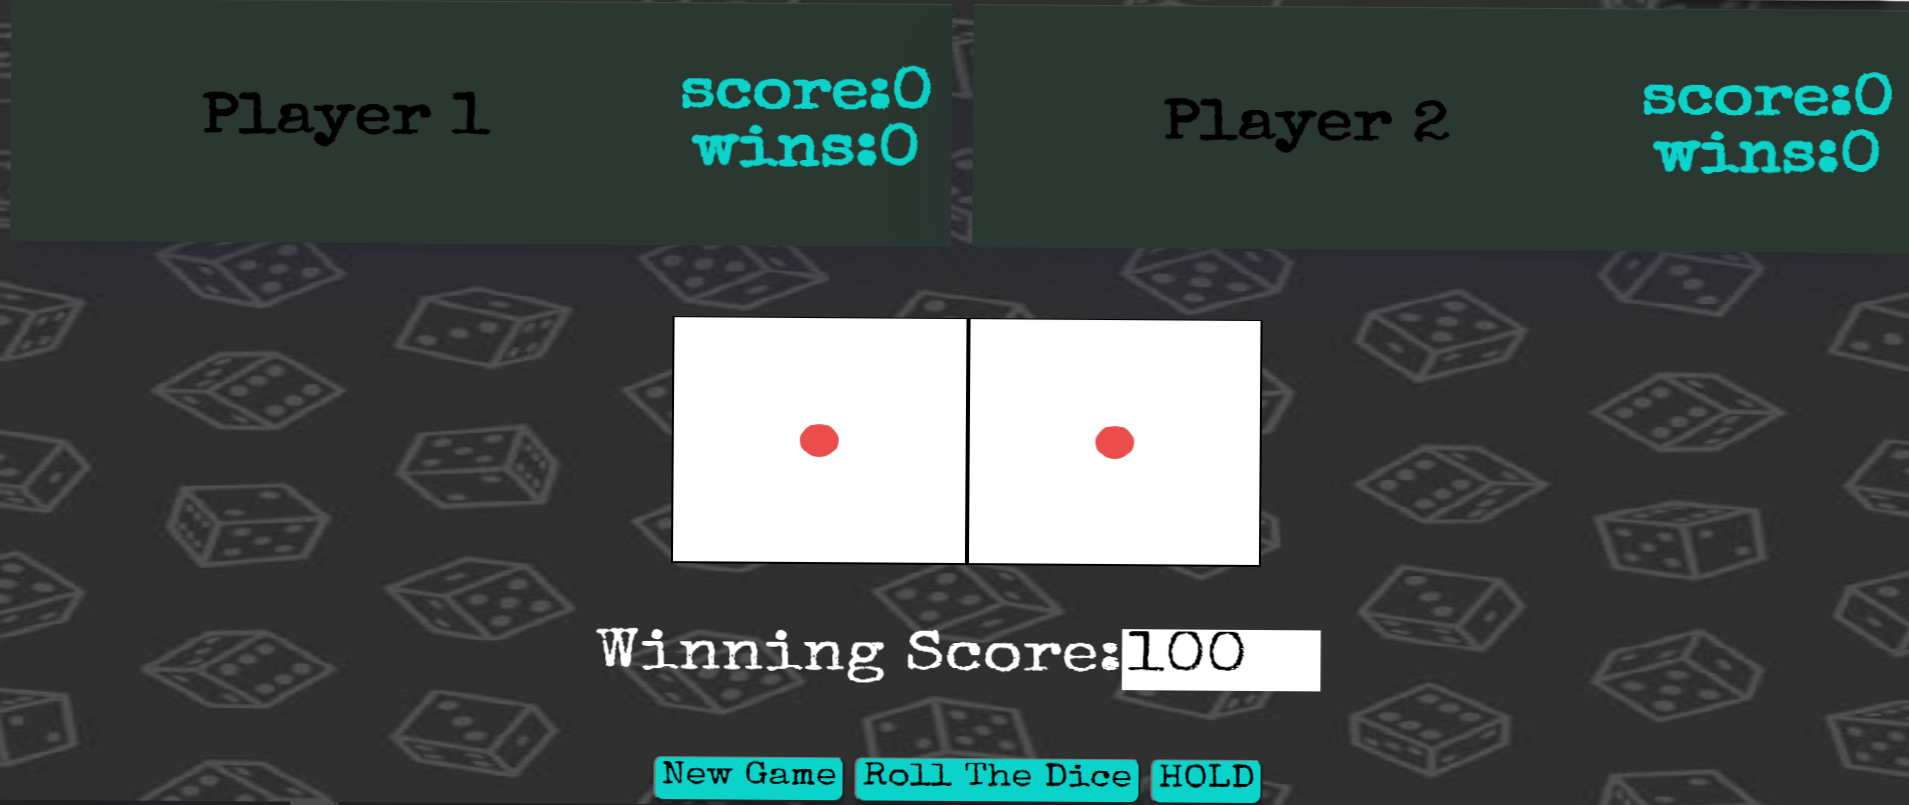 Player 1
score:0
wins:0
Player 2
score:0
wins:0
Winning Score:100
New Game
Roll The Dice
HOLD